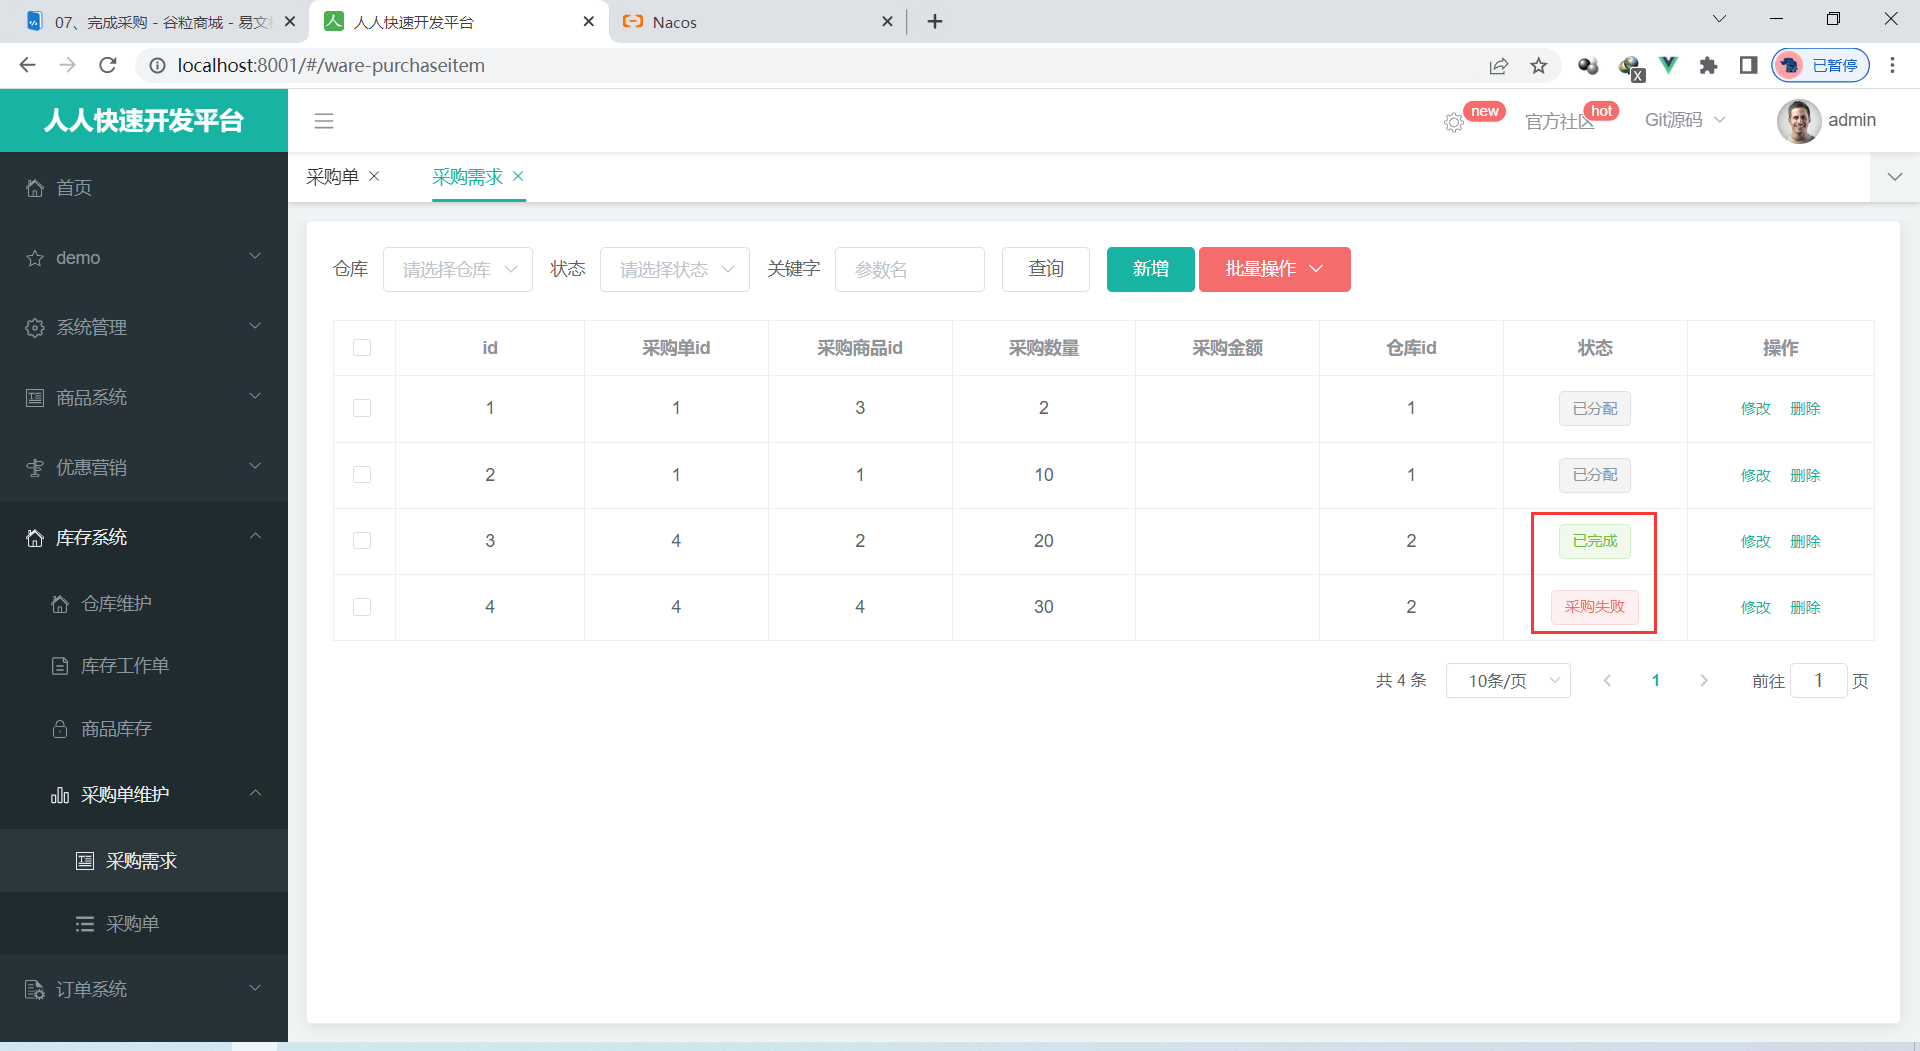 07、完成采购 - 谷粒商城 - 易文
人人快速开发平台
Nacos
localhost:8001/#/ware-purchaseitem
已暂停
人人快速开发平台
new
官方社区
hot
Git源码
admin
首页
demo
系统管理
商品系统
优惠营销
库存系统
仓库维护
库存工作单
商品库存
采购单维护
采购需求
采购单
订单系统
采购单
采购需求
仓库 请选择仓库 状态 请选择状态 关键字 参数名 查询 新增 批量操作
id 采购单id 采购商品id 采购数量 采购金额 仓库id 状态 操作
1 1 3 2 1 已分配 修改 删除
2 1 1 10 1 已分配 修改 删除
3 4 2 20 2 已完成 修改 删除
4 4 4 30 2 采购失败 修改 删除
共 4 条 10条/页 1 前往 1 页